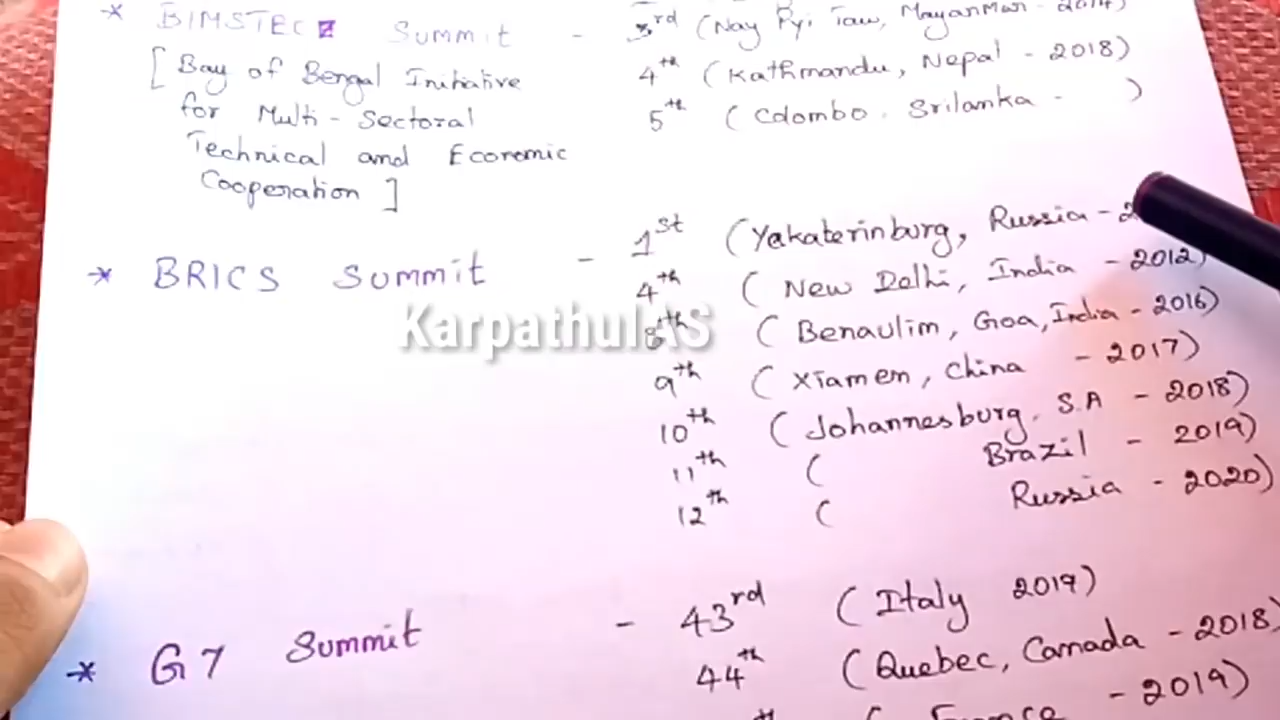 * BIMSTEC Summit - 3rd (Nay Pyi Taw, Mayanmar - 2014)
[Bay of Bengal Initiative 4th (Kathmandu, Nepal - 2018)
for Multi - Sectoral 5th (Colombo, Srilanka - )
Technical and Economic
Cooperation]
* BRICS Summit - 1st (Yakaterinburg, Russia -
4th (New Delhi, India - 2012)
8th (Benaulim, Goa, India - 2016)
9th (Xiamen, China - 2017)
10th (Johannesburg, S.A - 2018)
11th ( Brazil - 2019)
12th ( Russia - 2020)
* G7 Summit - 43rd (Italy 2019)
44th (Quebec, Canada - 2018)
( France - 2019)
KarpathuIAS